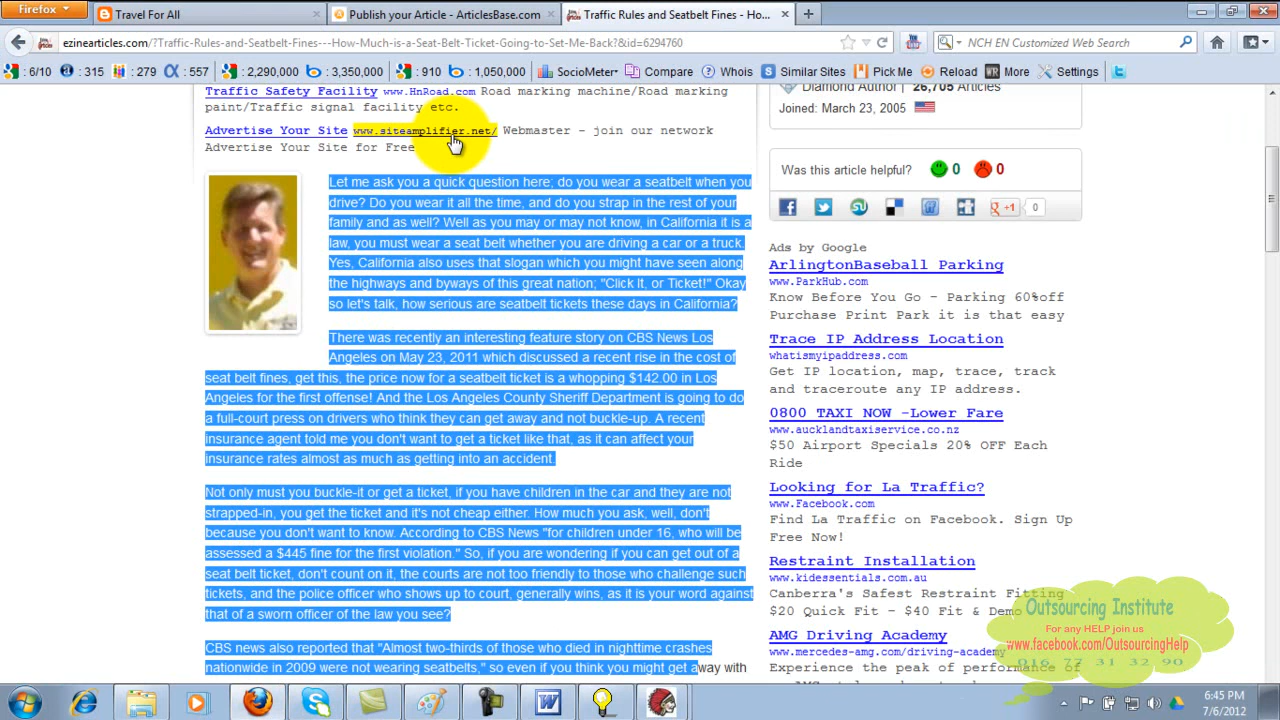 Firefox
Travel For All
Publish your Article - ArticlesBase.com
Traffic Rules and Seatbelt Fines - Ho...
ezinearticles.com/?Traffic-Rules-and-Seatbelt-Fines---How-Much-is-a-Seat-Belt-Ticket-Going-to-Set-Me-Back?&id=6294760
NCH EN Customized Web Search
: 6/10 : 315 : 279 : 557 : 2,290,000 : 3,350,000 : 910 : 1,050,000 SocioMeter Compare Whois Similar Sites Pick Me Reload More Settings
Traffic Safety Facility www.HnRoad.com Road marking machine/Road marking
paint/Traffic signal facility etc.
Advertise Your Site www.siteamplifier.net/ Webmaster - join our network
Advertise Your Site for Free
Let me ask you a quick question here; do you wear a seatbelt when you
drive? Do you wear it all the time, and do you strap in the rest of your
family and as well? Well as you may or may not know, in California it is a
law, you must wear a seat belt whether you are driving a car or a truck.
Yes, California also uses that slogan which you might have seen along
the highways and byways of this great nation; "Click it, or Ticket!" Okay
so let's talk, how serious are seatbelt tickets these days in California?
There was recently an interesting feature story on CBS News Los
Angeles on May 23, 2011 which discussed a recent rise in the cost of
seat belt fines, get this, the price now for a seatbelt ticket is a whopping $142.00 in Los
Angeles for the first offense! And the Los Angeles County Sheriff Department is going to do
a full-court press on drivers who think they can get away and not buckle-up. A recent
insurance agent told me you don't want to get a ticket like that, as it can affect your
insurance rates almost as much as getting into an accident.
Not only must you buckle-it or get a ticket, if you have children in the car and they are not
strapped-in, you get the ticket and it's not cheap either. How much you ask, well, don't
because you don't want to know. According to CBS News "for children under 16, who will be
assessed a $445 fine for the first violation." So, if you are wondering if you can get out of a
seat belt ticket, don't count on it, the courts are not too friendly to those who challenge such
tickets, and the police officer who shows up to court, generally wins, as it is your word against
that of a sworn officer of the law you see?
CBS news also reported that "Almost two-thirds of those who died in nighttime crashes
nationwide in 2009 were not wearing seatbelts," so even if you think you might get away with
Diamond Author | 26,705 Articles
Joined: March 23, 2005
Was this article helpful? 0 0
g +1 0
Ads by Google
ArlingtonBaseball Parking
www.ParkHub.com
Know Before You Go - Parking 60%off
Purchase Print Park it is that easy
Trace IP Address Location
whatismyipaddress.com
Get IP location, map, trace, track
and traceroute any IP address.
0800 TAXI NOW -Lower Fare
www.aucklandtaxiservice.co.nz
$50 Airport Specials 20% OFF Each
Ride
Looking for La Traffic?
www.Facebook.com
Find La Traffic on Facebook. Sign Up
Free Now!
Restraint Installation
www.kidessentials.com.au
Canberra's Safest Restraint Fitting
$20 Quick Fit - $40 Fit & Demo
AMG Driving Academy
www.mercedes-amg.com/driving-academy
Experience the peak of performance of
Outsourcing Institute
For any HELP join us
www.facebook.com/OutsourcingHelp
016 77 31 32 90
6:45 PM
7/6/2012